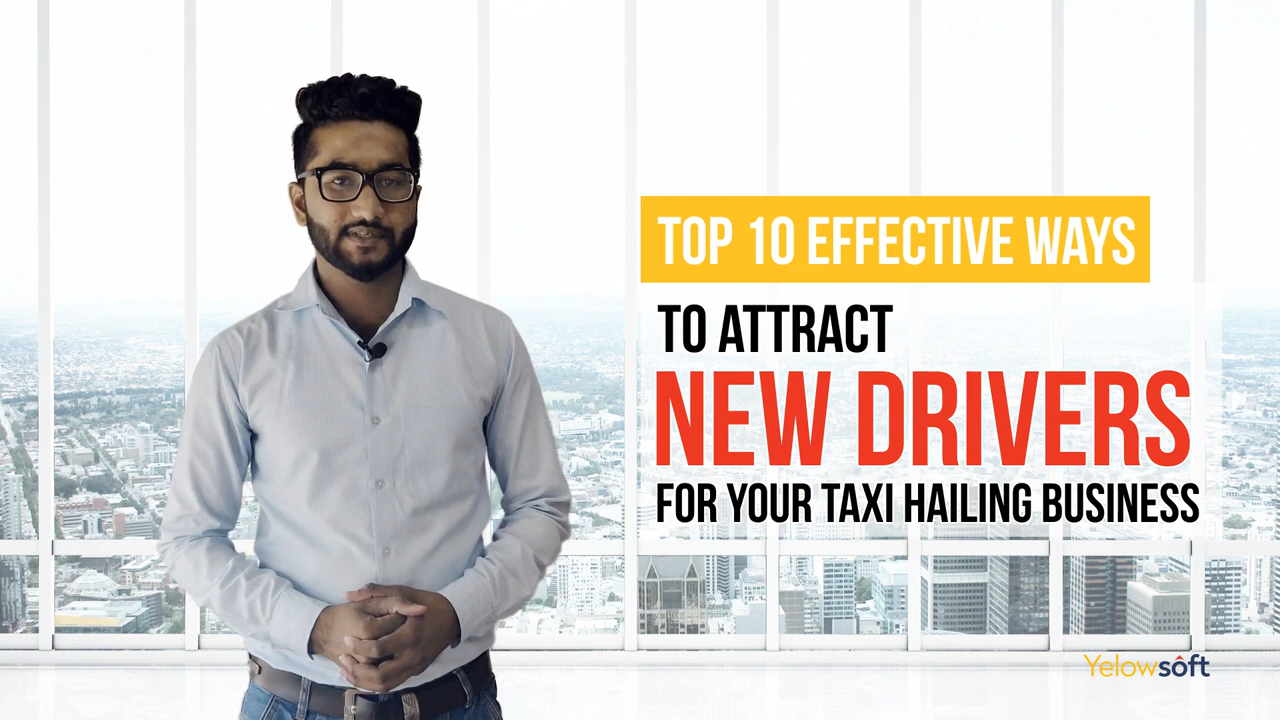 TOP 10 EFFECTIVE WAYS
TO ATTRACT
NEW DRIVERS
FOR YOUR TAXI HAILING BUSINESS
Yelowsoft